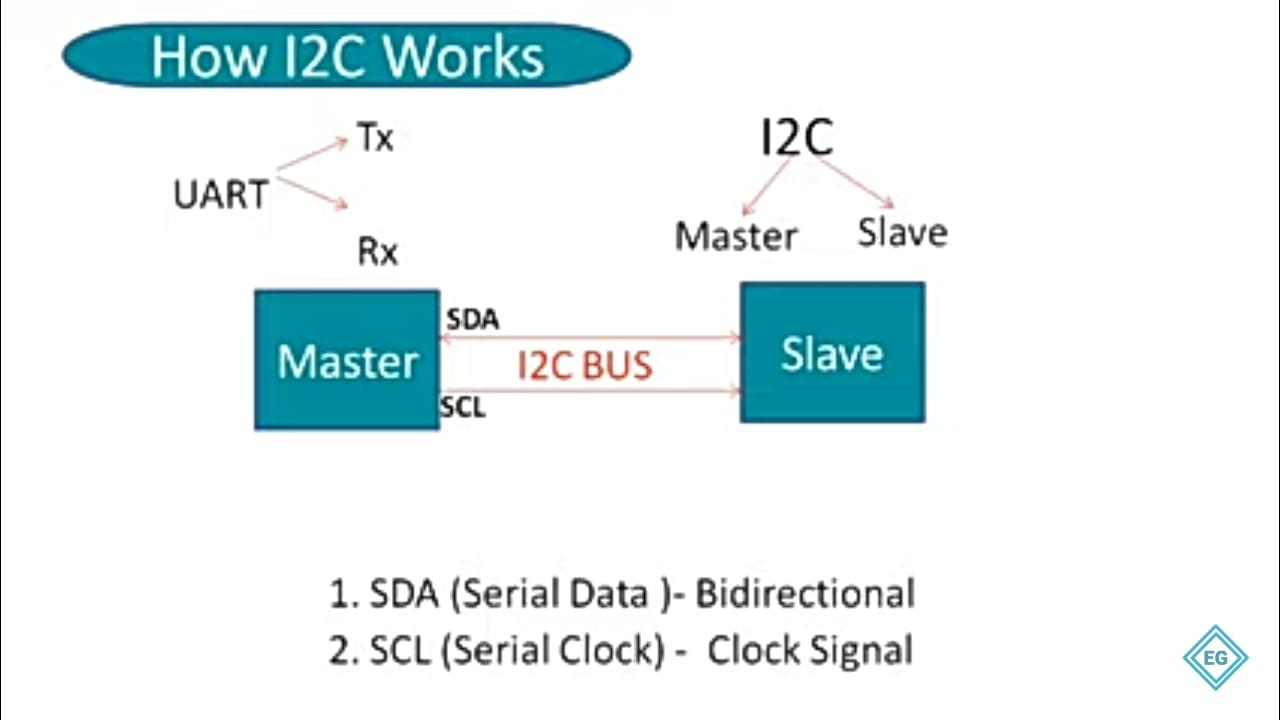 How I2C Works
Tx
UART
Rx
I2C
Master Slave
Master
SDA
I2C BUS
SCL
Slave
1. SDA (Serial Data )- Bidirectional
2. SCL (Serial Clock) - Clock Signal
EG